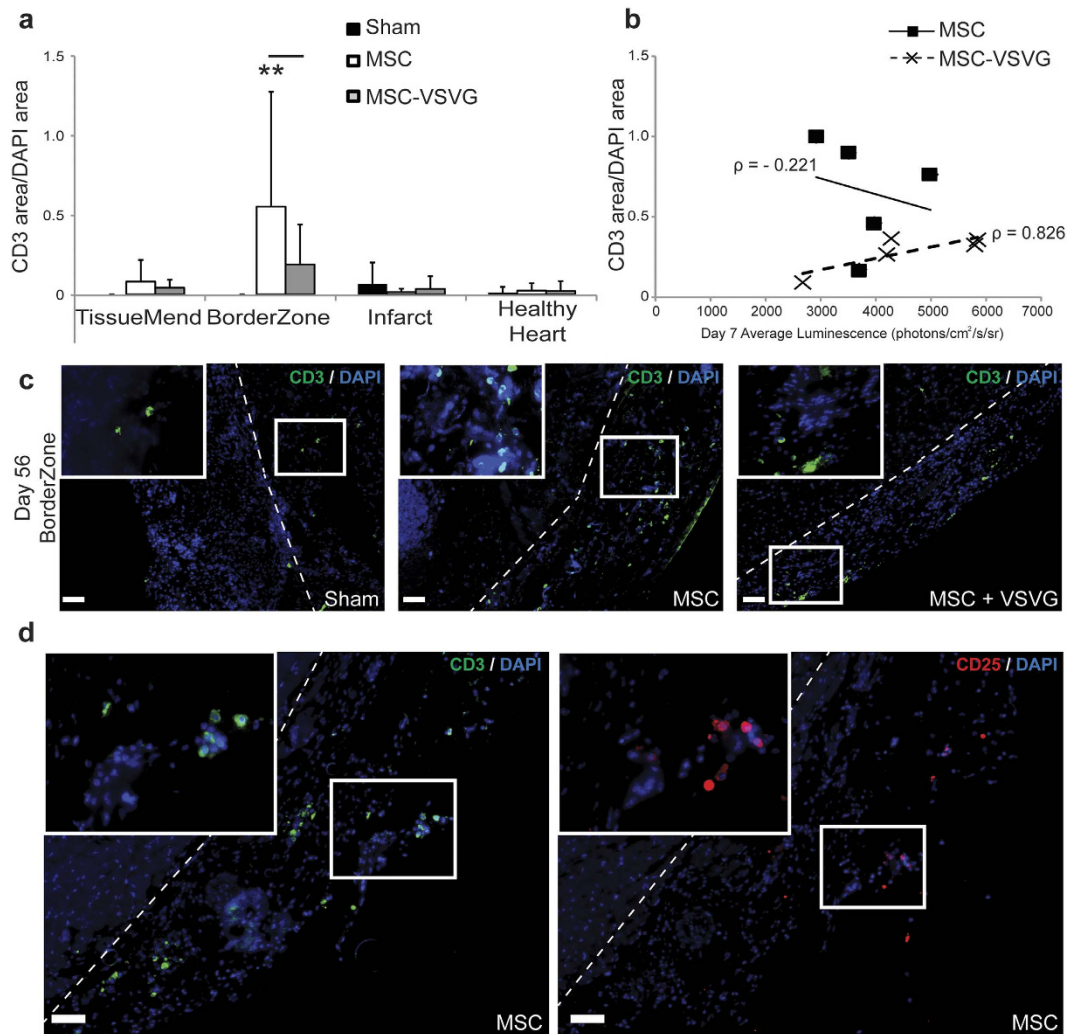 a
Sham
MSC
MSC-VSVG
CD3 area/DAPI area
1.5
1.0
0.5
0
**
TissueMend
BorderZone
Infarct
Healthy
Heart
b
MSC
MSC-VSVG
CD3 area/DAPI area
1.5
1.0
0.5
0
ρ = - 0.221
ρ = 0.826
0
1000
2000
3000
4000
5000
6000
7000
Day 7 Average Luminescence (photons/cm²/s/sr)
c
Day 56
BorderZone
CD3 / DAPI
Sham
CD3 / DAPI
MSC
CD3 / DAPI
MSC + VSVG
d
CD3 / DAPI
MSC
CD25 / DAPI
MSC